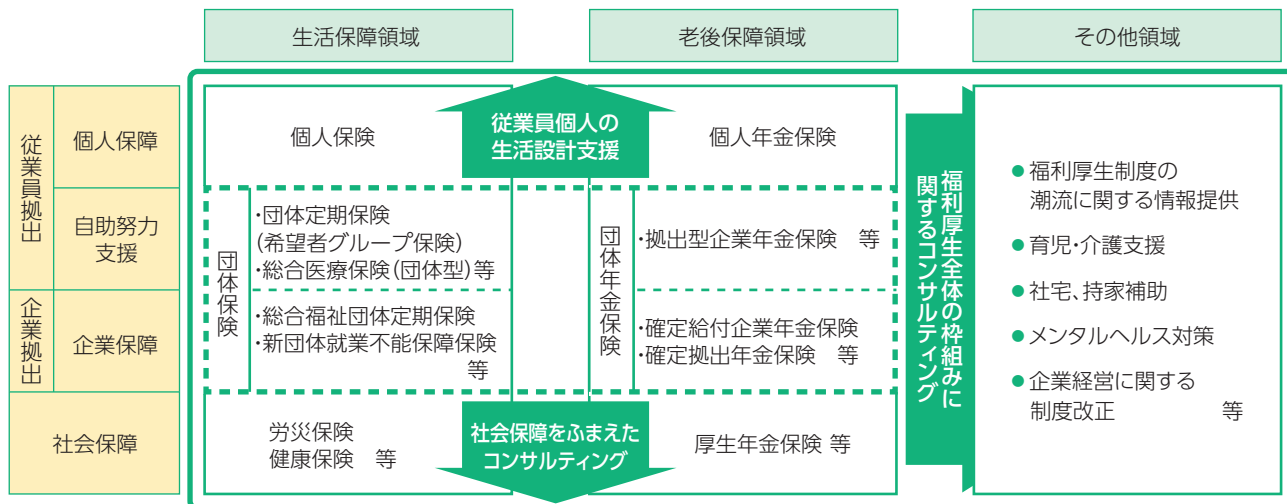 生活保障領域
老後保障領域
その他領域
従業員拠出
個人保障
自助努力
支援
企業拠出
企業保障
社会保障
個人保険
従業員個人の
生活設計支援
個人年金保険
団体保険
・団体定期保険
(希望者グループ保険)
・総合医療保険(団体型)等
・総合福祉団体定期保険
・新団体就業不能保障保険
等
団体年金保険
・拠出型企業年金保険 等
・確定給付企業年金保険
・確定拠出年金保険 等
労災保険
健康保険 等
社会保障をふまえた
コンサルティング
厚生年金保険 等
福利厚生全体の枠組みに
関するコンサルティング
●福利厚生制度の
潮流に関する情報提供
●育児・介護支援
●社宅、持家補助
●メンタルヘルス対策
●企業経営に関する
制度改正 等